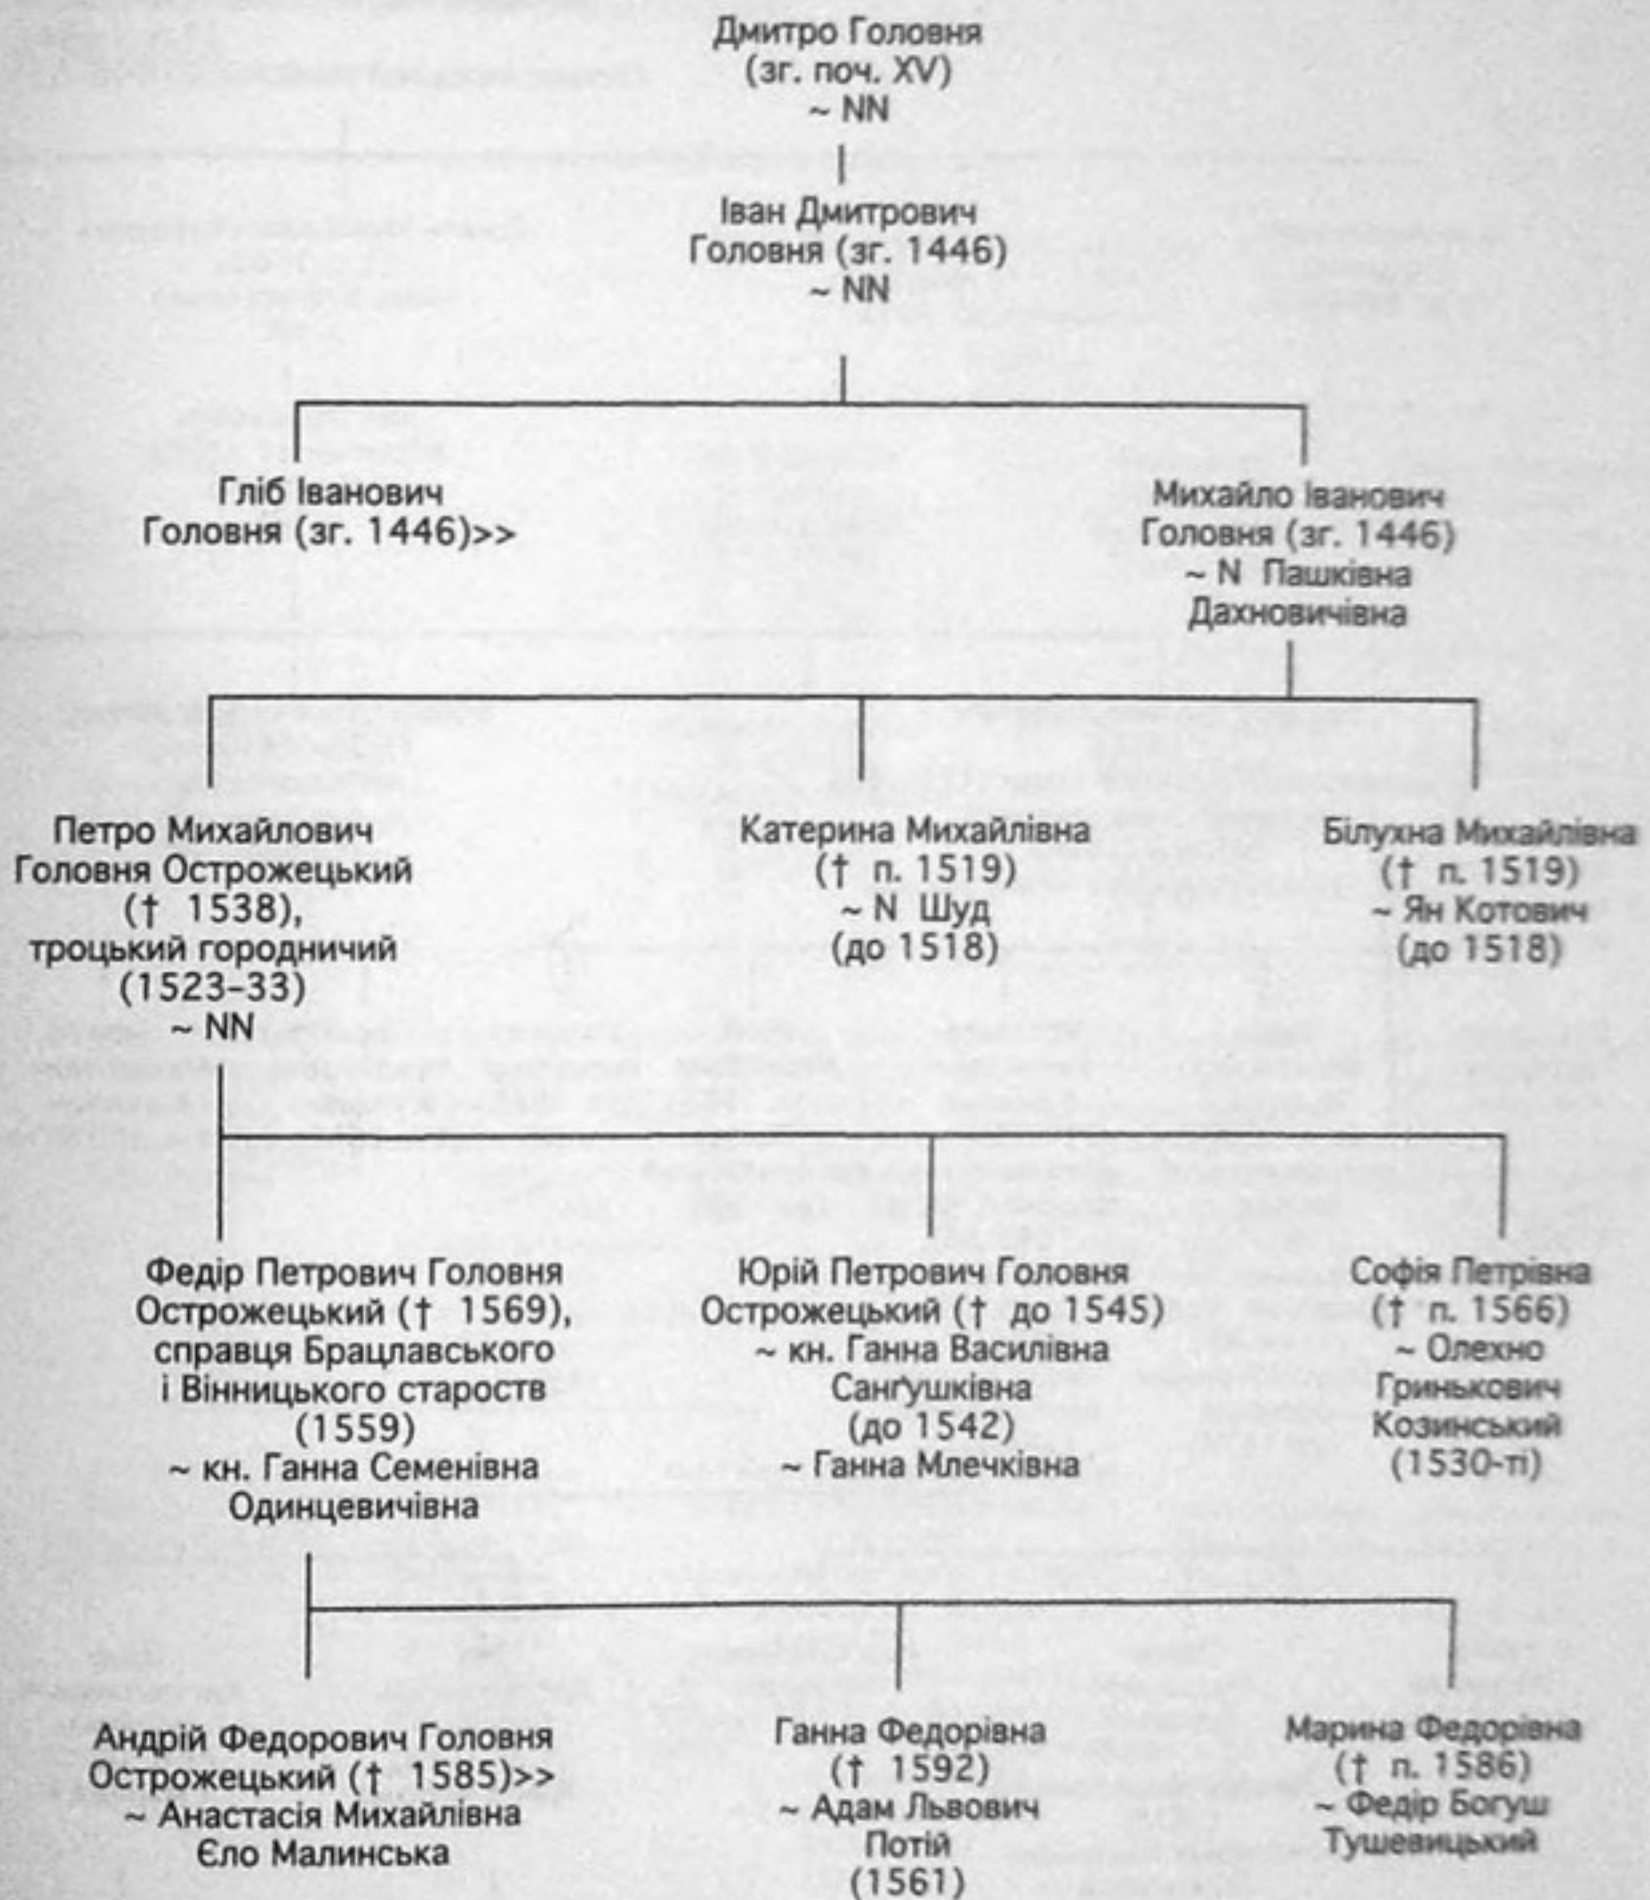 Дмитро Головня
(зг. поч. XV)
~ NN
Іван Дмитрович
Головня (зг. 1446)
~ NN
Гліб Іванович
Головня (зг. 1446)>>
Михайло Іванович
Головня (зг. 1446)
~ N Пашківна
Дахновичівна
Петро Михайлович
Головня Острожецький
(† 1538),
троцький городничий
(1523–33)
~ NN
Катерина Михайлівна
(† п. 1519)
~ N Шуд
(до 1518)
Білухна Михайлівна
(† п. 1519)
~ Ян Котович
(до 1518)
Федір Петрович Головня
Острожецький († 1569),
справця Брацлавського
і Вінницького староств
(1559)
~ кн. Ганна Семенівна
Одинцевичівна
Юрій Петрович Головня
Острожецький († до 1545)
~ кн. Ганна Василівна
Санґушківна
(до 1542)
~ Ганна Млечківна
Софія Петрівна
(† п. 1566)
~ Олехно
Гринькович
Козинський
(1530-ті)
Андрій Федорович Головня
Острожецький († 1585)>>
~ Анастасія Михайлівна
Єло Малинська
Ганна Федорівна
(† 1592)
~ Адам Львович
Потій
(1561)
Марина Федорівна
(† п. 1586)
~ Федір Богуш
Тушевицький